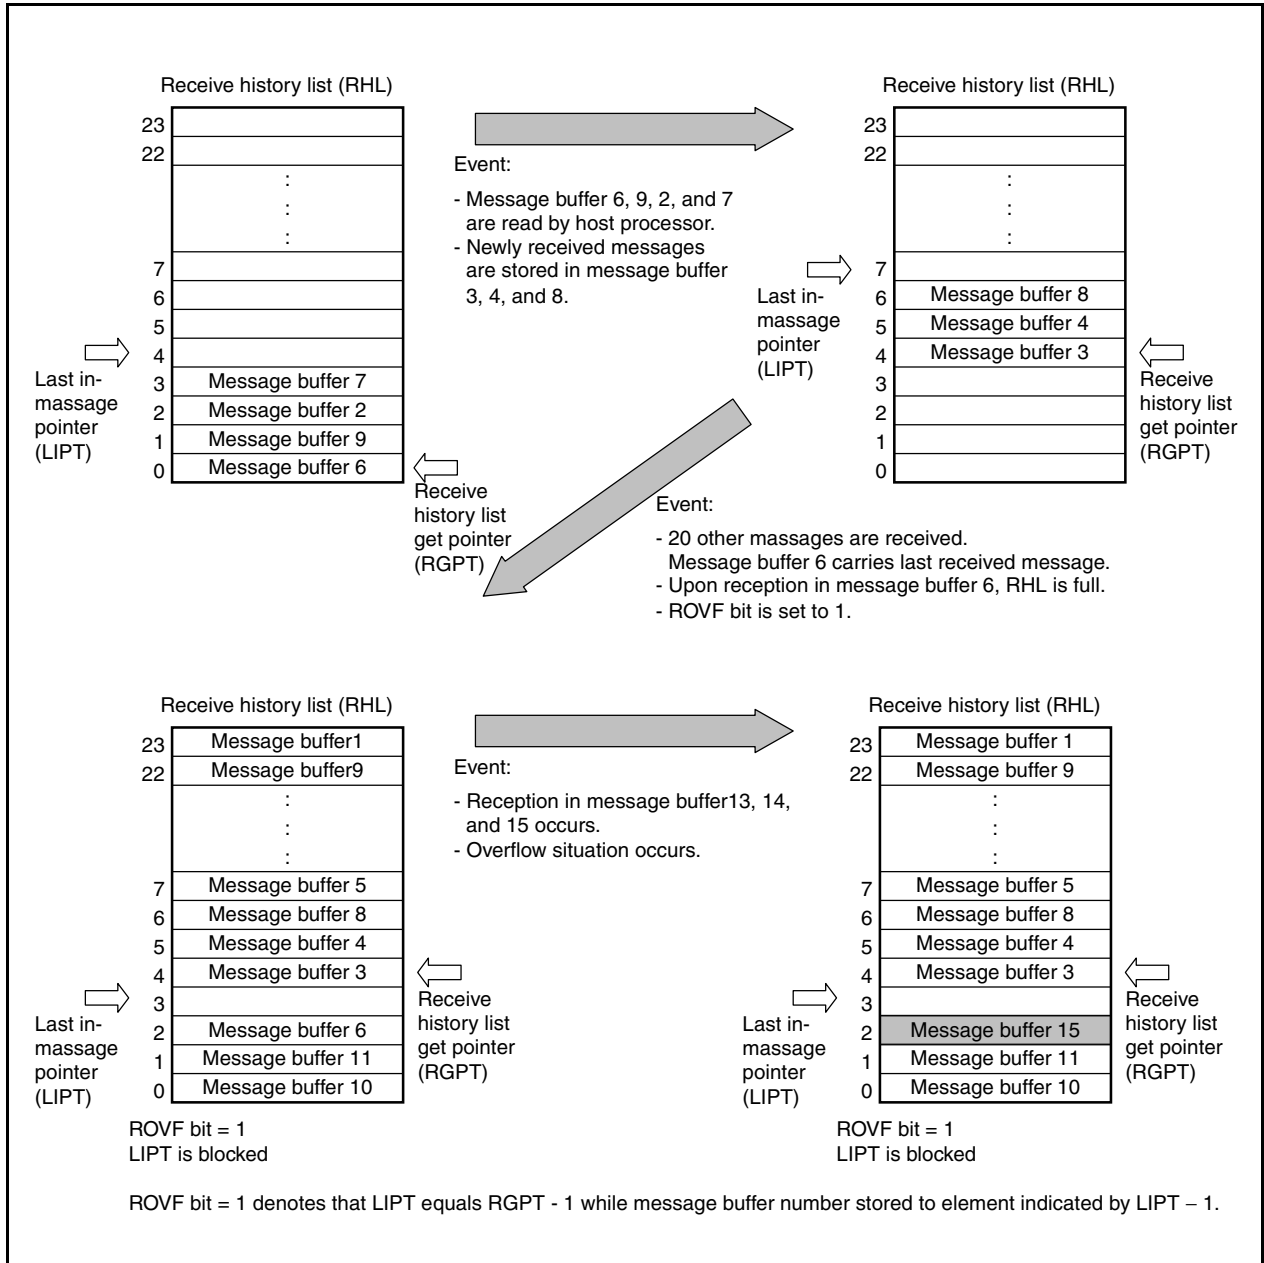 Receive history list (RHL)
23
22
:
:
:
7
6
5
4
3 Message buffer 7
2 Message buffer 2
1 Message buffer 9
0 Message buffer 6
Last in-
massage
pointer
(LIPT)
Receive
history list
get pointer
(RGPT)
Event:
- Message buffer 6, 9, 2, and 7
are read by host processor.
- Newly received messages
are stored in message buffer
3, 4, and 8.
Receive history list (RHL)
23
22
:
:
:
7
6 Message buffer 8
5 Message buffer 4
4 Message buffer 3
3
2
1
0
Last in-
massage
pointer
(LIPT)
Receive
history list
get pointer
(RGPT)
Event:
- 20 other massages are received.
Message buffer 6 carries last received message.
- Upon reception in message buffer 6, RHL is full.
- ROVF bit is set to 1.
Receive history list (RHL)
23 Message buffer1
22 Message buffer9
:
:
:
7 Message buffer 5
6 Message buffer 8
5 Message buffer 4
4 Message buffer 3
3
2 Message buffer 6
1 Message buffer 11
0 Message buffer 10
Last in-
massage
pointer
(LIPT)
Receive
history list
get pointer
(RGPT)
ROVF bit = 1
LIPT is blocked
Event:
- Reception in message buffer13, 14,
and 15 occurs.
- Overflow situation occurs.
Receive history list (RHL)
23 Message buffer 1
22 Message buffer 9
:
:
:
7 Message buffer 5
6 Message buffer 8
5 Message buffer 4
4 Message buffer 3
3
2 Message buffer 15
1 Message buffer 11
0 Message buffer 10
Last in-
massage
pointer
(LIPT)
Receive
history list
get pointer
(RGPT)
ROVF bit = 1
LIPT is blocked
ROVF bit = 1 denotes that LIPT equals RGPT - 1 while message buffer number stored to element indicated by LIPT – 1.